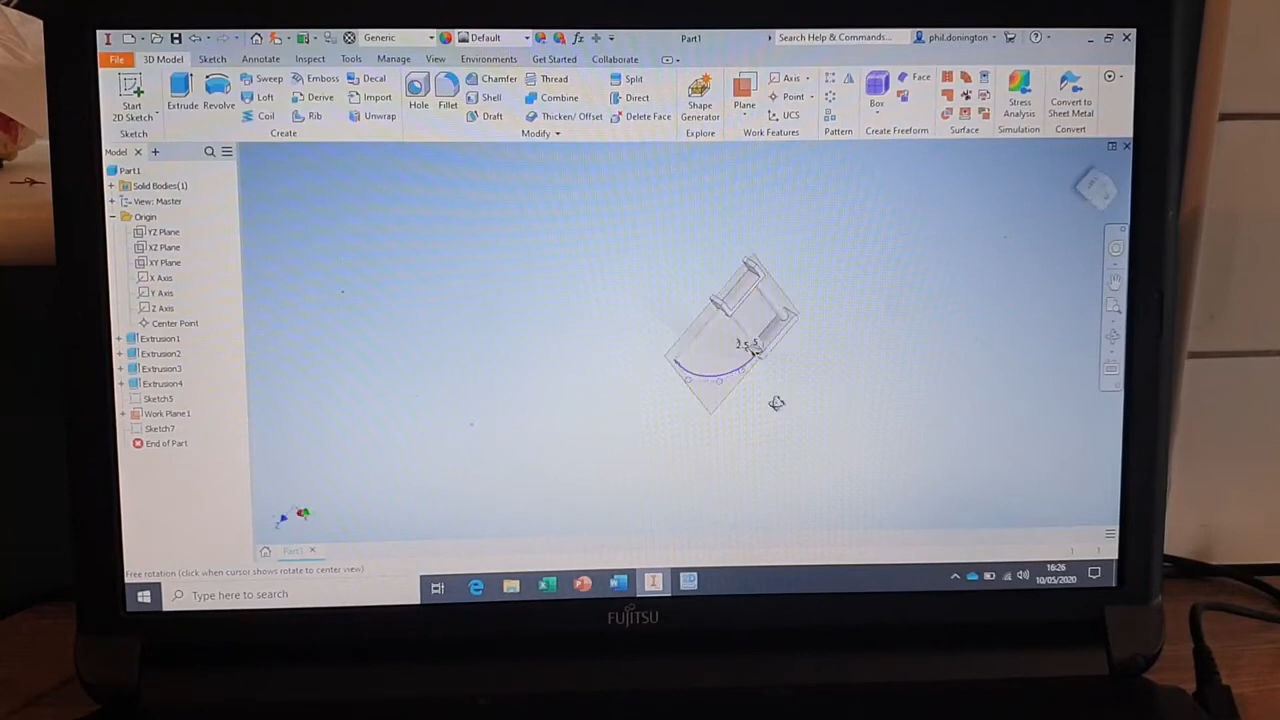 Generic
Default
fx
Part1
Search Help & Commands...
phil.donington
File
3D Model
Sketch
Annotate
Inspect
Tools
Manage
View
Environments
Get Started
Collaborate
Start
2D Sketch
Extrude
Revolve
Sweep
Emboss
Decal
Loft
Derive
Import
Coil
Rib
Unwrap
Hole
Fillet
Chamfer
Thread
Split
Shell
Combine
Direct
Draft
Thicken/ Offset
Delete Face
Shape
Generator
Plane
Axis
Point
UCS
Box
Face
Stress
Analysis
Convert to
Sheet Metal
Sketch
Create
Modify
Explore
Work Features
Pattern
Create Freeform
Surface
Simulation
Convert
Model
Part1
Solid Bodies(1)
View: Master
Origin
YZ Plane
XZ Plane
XY Plane
X Axis
Y Axis
Z Axis
Center Point
Extrusion1
Extrusion2
Extrusion3
Extrusion4
Sketch5
Work Plane1
Sketch7
End of Part
Z
Part1
1 1
Free rotation (click when cursor shows rotate to center view)
Type here to search
16:26
10/05/2020
FUJITSU